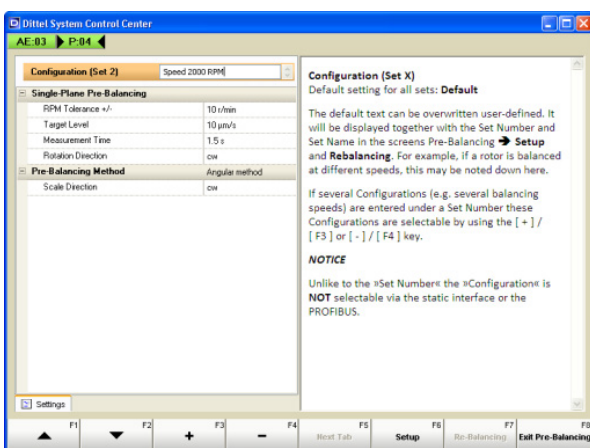 Dittel System Control Center
AE:03 P:04
Configuration (Set 2) Speed 2000 RPM
Single-Plane Pre-Balancing
RPM Tolerance +/- 10 r/min
Target Level 10 µm/s
Measurement Time 1.5 s
Rotation Direction cw
Pre-Balancing Method Angular method
Scale Direction cw
Settings
Configuration (Set X)
Default setting for all sets: Default
The default text can be overwritten user-defined. It
will be displayed together with the Set Number and
Set Name in the screens Pre-Balancing ➔ Setup
and Rebalancing. For example, if a rotor is balanced
at different speeds, this may be noted down here.
If several Configurations (e.g. several balancing
speeds) are entered under a Set Number these
Configurations are selectable by using the [ + ] /
[ F3 ] or [ - ] / [ F4 ] key.
NOTICE
Unlike to the »Set Number« the »Configuration« is
NOT selectable via the static interface or the
PROFIBUS.
F1 F2 F3 F4 F5 F6 F7 F8
+ - Next Tab Setup Re-Balancing Exit Pre-Balancing